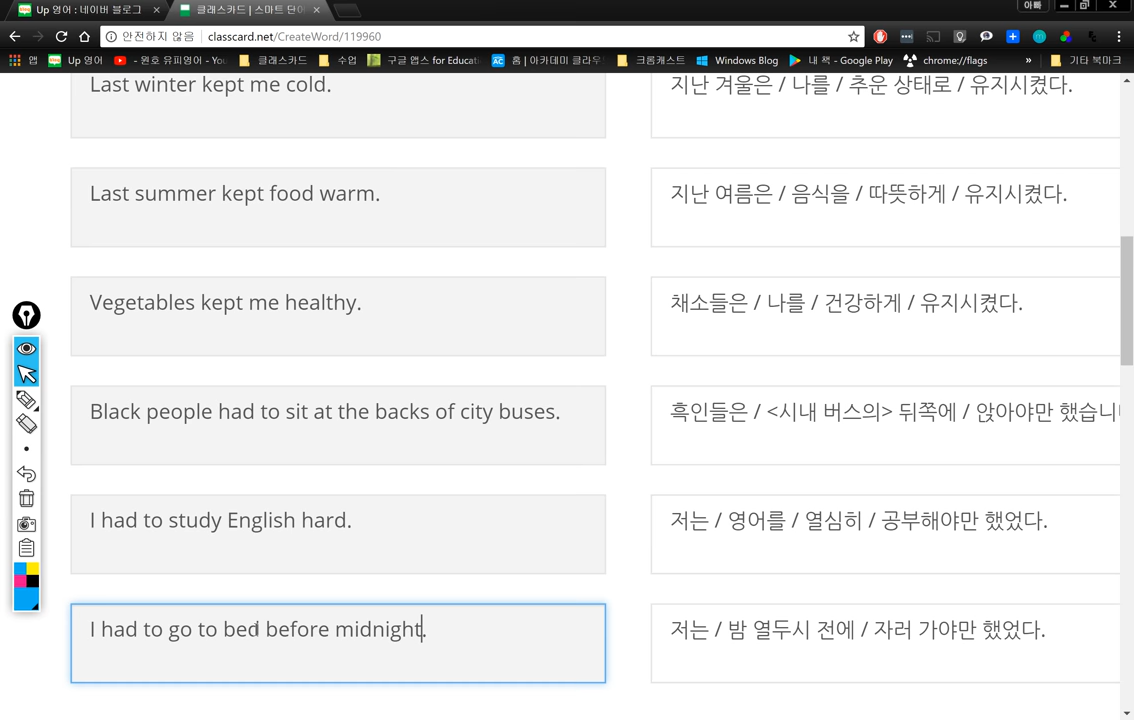 Up 영어 : 네이버 블로그
클래스카드 | 스마트 단어
아빠
안전하지 않음 classcard.net/CreateWord/119960
앱 Up 영어 - 원호 유피영어 - You 클래스카드 수업 구글 앱스 for Educati 홈 | 아카데미 클라우 크롬캐스트 Windows Blog 내 책 - Google Play chrome://flags » 기타 북마크
Last winter kept me cold. 지난 겨울은 / 나를 / 추운 상태로 / 유지시켰다.
Last summer kept food warm. 지난 여름은 / 음식을 / 따뜻하게 / 유지시켰다.
Vegetables kept me healthy. 채소들은 / 나를 / 건강하게 / 유지시켰다.
Black people had to sit at the backs of city buses. 흑인들은 / <시내 버스의> 뒤쪽에 / 앉아야만 했습니
I had to study English hard. 저는 / 영어를 / 열심히 / 공부해야만 했었다.
I had to go to bed before midnight. 저는 / 밤 열두시 전에 / 자러 가야만 했었다.